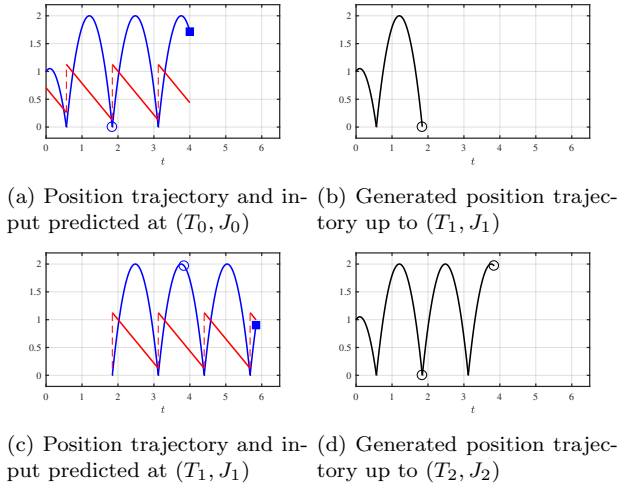 2
1.5
1
0.5
0
0 1 2 3 4 5 6
t
2
1.5
1
0.5
0
0 1 2 3 4 5 6
t
(a) Position trajectory and in-
put predicted at (T₀, J₀)
(b) Generated position trajec-
tory up to (T₁, J₁)
2
1.5
1
0.5
0
0 1 2 3 4 5 6
t
2
1.5
1
0.5
0
0 1 2 3 4 5 6
t
(c) Position trajectory and in-
put predicted at (T₁, J₁)
(d) Generated position trajec-
tory up to (T₂, J₂)